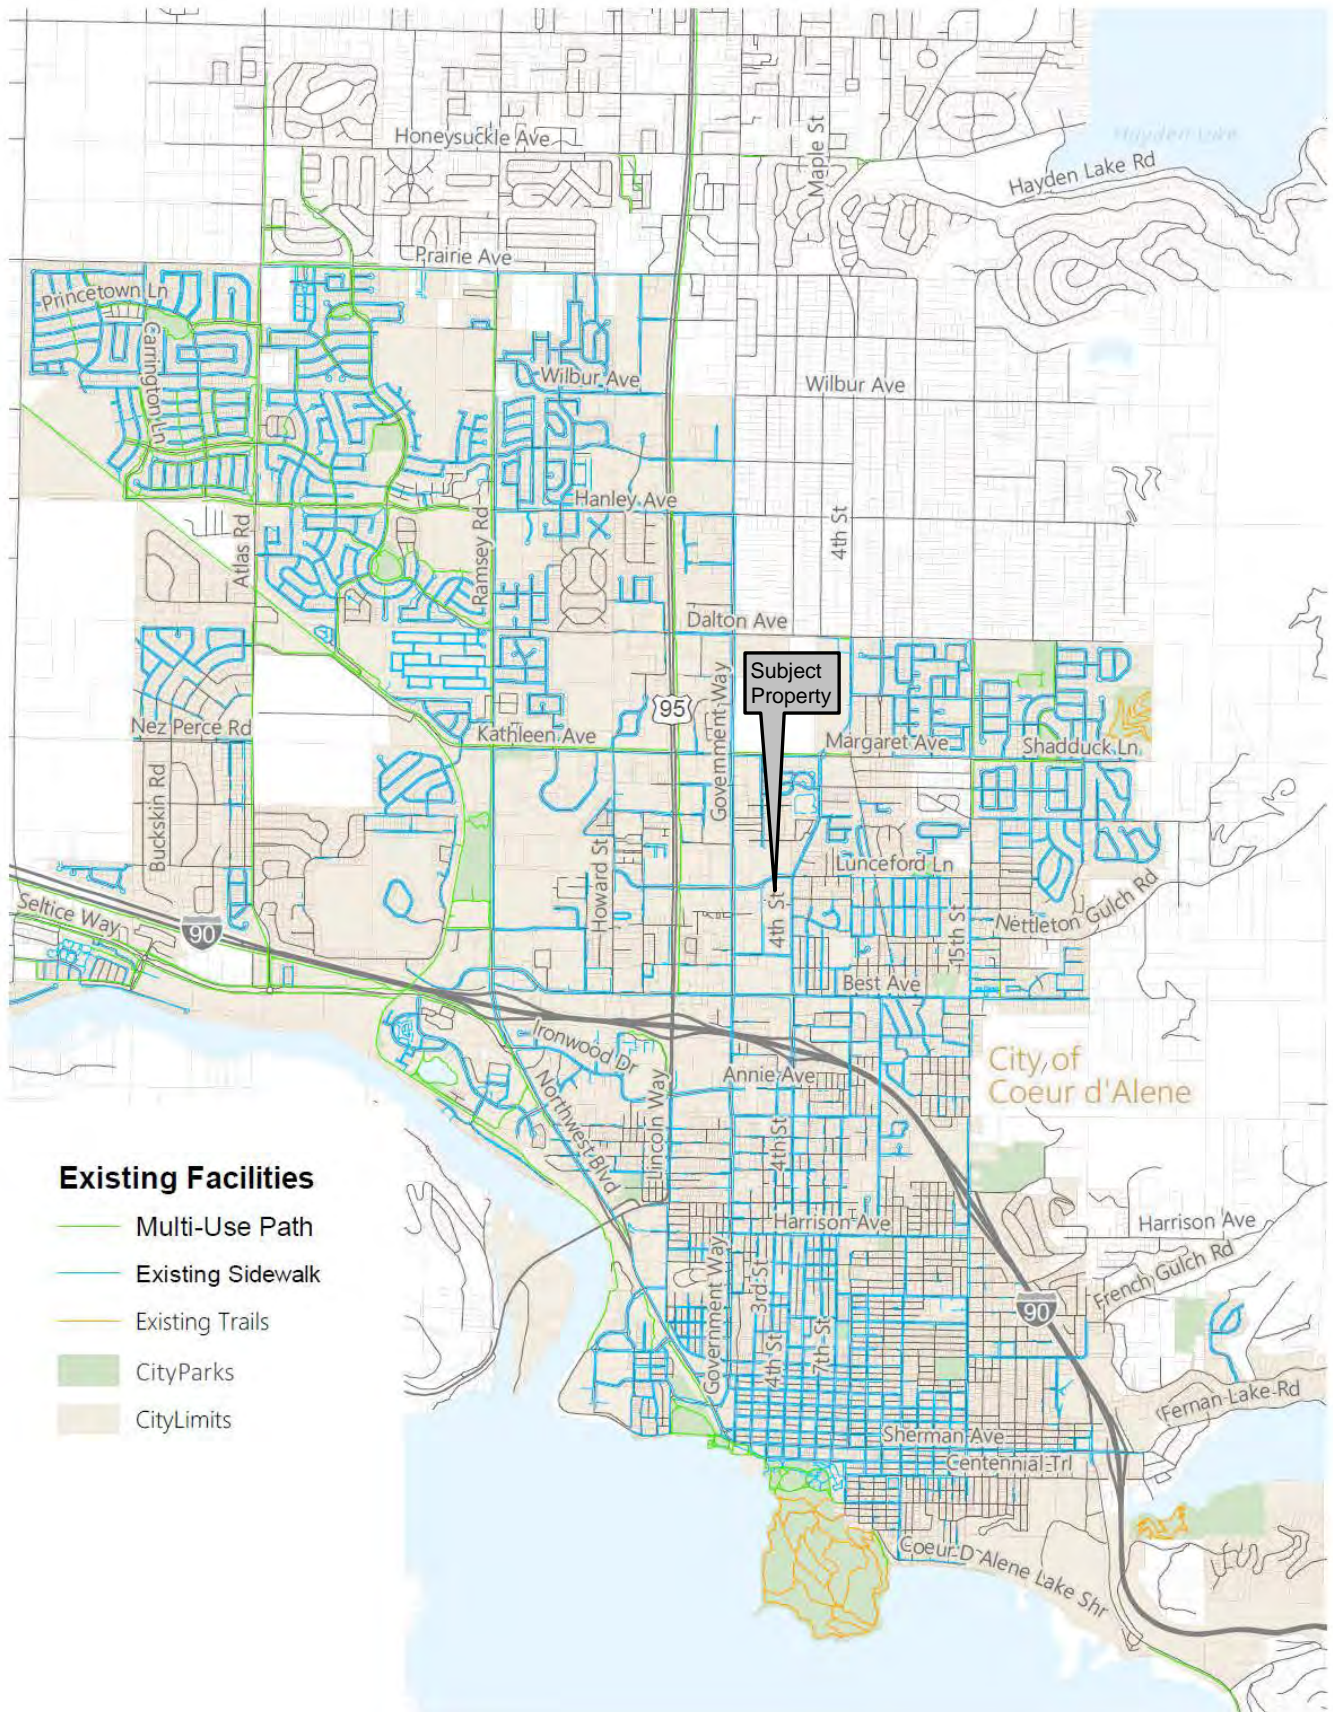 Honeysuckle Ave
Maple St
Hayden Lake
Hayden Lake Rd
Prairie Ave
Princetown Ln
Carrington Ln
Wilbur Ave
Wilbur Ave
Hanley Ave
Atlas Rd
Ramsey Rd
4th St
Dalton Ave
Government Way
Subject
Property
95
Nez Perce Rd
Kathleen Ave
Margaret Ave
Shadduck Ln
Buckskin Rd
Howard St
Lunceford Ln
4th St
15th St
Nettleton Gulch Rd
Seltice Way
90
Best Ave
Ironwood Dr
Annie Ave
City of
Coeur d'Alene
Northwest Blvd
Lincoln Way
4th St
Existing Facilities
Multi-Use Path
Existing Sidewalk
Existing Trails
CityParks
CityLimits
Harrison Ave
Harrison Ave
French Gulch Rd
Government Way
3rd St
4th St
7th St
90
Fernan Lake Rd
Sherman Ave
Centennial Trl
Coeur D'Alene Lake Shr